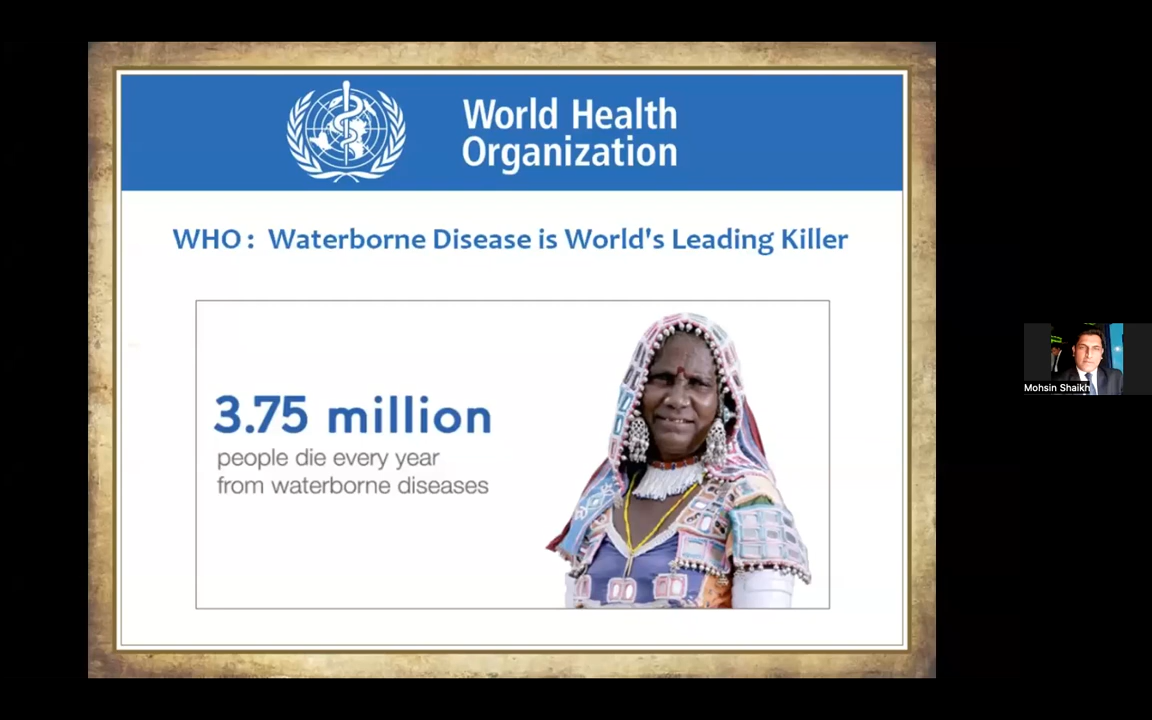 World Health
Organization
WHO : Waterborne Disease is World's Leading Killer
3.75 million
people die every year
from waterborne diseases
Mohsin Shaikh